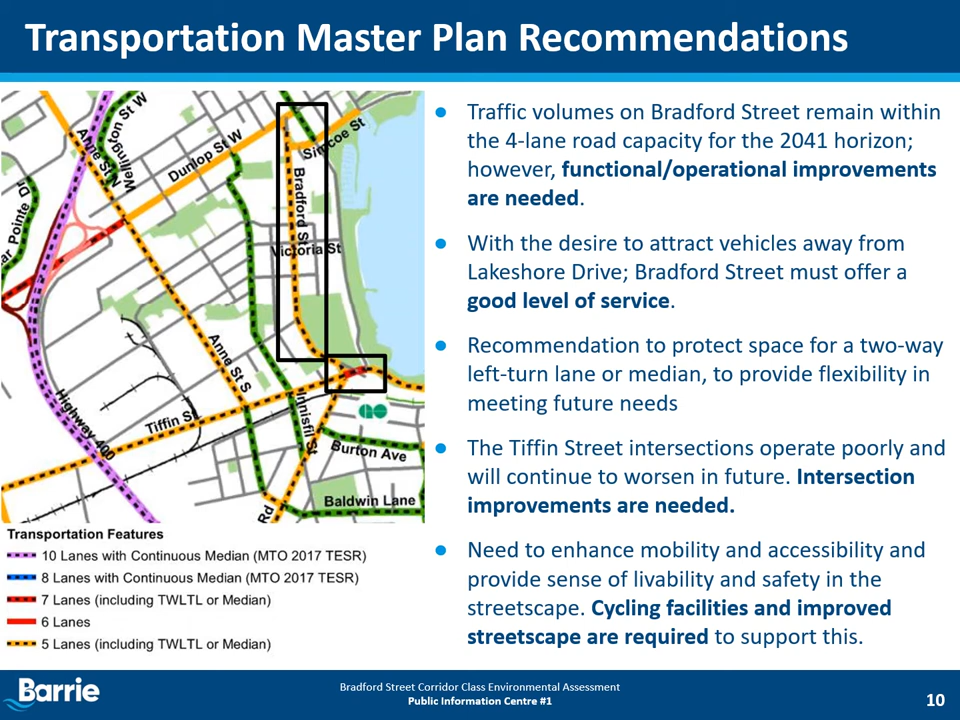 Transportation Master Plan Recommendations
Anne St N
Wellington St W
Dunlop St W
Simcoe St
Bradford St
Victoria St
Anne St S
Highway 400
Tiffin St
Innisfil St
Burton Ave
Baldwin Lane
Rd
ar Pointe Dr
GO
Transportation Features
10 Lanes with Continuous Median (MTO 2017 TESR)
8 Lanes with Continuous Median (MTO 2017 TESR)
7 Lanes (including TWLTL or Median)
6 Lanes
5 Lanes (including TWLTL or Median)
● Traffic volumes on Bradford Street remain within
the 4-lane road capacity for the 2041 horizon;
however, functional/operational improvements
are needed.
● With the desire to attract vehicles away from
Lakeshore Drive; Bradford Street must offer a
good level of service.
● Recommendation to protect space for a two-way
left-turn lane or median, to provide flexibility in
meeting future needs
● The Tiffin Street intersections operate poorly and
will continue to worsen in future. Intersection
improvements are needed.
● Need to enhance mobility and accessibility and
provide sense of livability and safety in the
streetscape. Cycling facilities and improved
streetscape are required to support this.
Barrie
Bradford Street Corridor Class Environmental Assessment
Public Information Centre #1
10